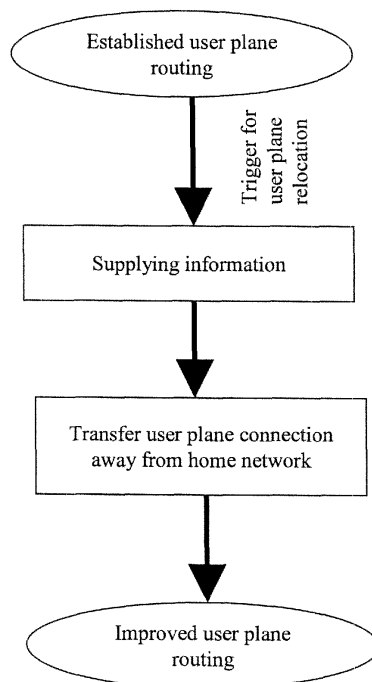 Established user plane
routing
Trigger for
user plane
relocation
Supplying information
Transfer user plane connection
away from home network
Improved user plane
routing